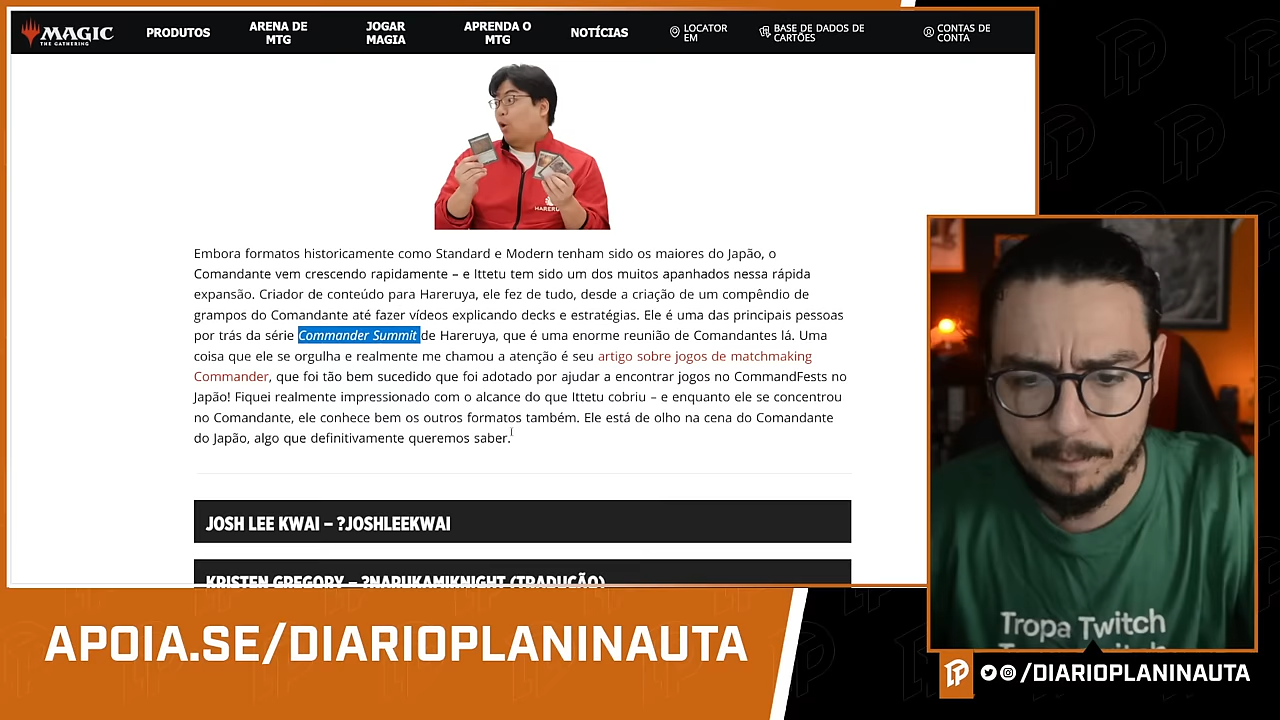 MAGIC
THE GATHERING
PRODUTOS
ARENA DE
MTG
JOGAR
MAGIA
APRENDA O
MTG
NOTÍCIAS
LOCATOR
EM
BASE DE DADOS DE
CARTÕES
CONTAS DE
CONTA
Embora formatos historicamente como Standard e Modern tenham sido os maiores do Japão, o
Comandante vem crescendo rapidamente – e Ittetu tem sido um dos muitos apanhados nessa rápida
expansão. Criador de conteúdo para Hareruya, ele fez de tudo, desde a criação de um compêndio de
grampos do Comandante até fazer vídeos explicando decks e estratégias. Ele é uma das principais pessoas
por trás da série Commander Summit de Hareruya, que é uma enorme reunião de Comandantes lá. Uma
coisa que ele se orgulha e realmente me chamou a atenção é seu artigo sobre jogos de matchmaking
Commander, que foi tão bem sucedido que foi adotado por ajudar a encontrar jogos no CommandFests no
Japão! Fiquei realmente impressionado com o alcance do que Ittetu cobriu – e enquanto ele se concentrou
no Comandante, ele conhece bem os outros formatos também. Ele está de olho na cena do Comandante
do Japão, algo que definitivamente queremos saber.
JOSH LEE KWAI – ?JOSHLEEKWAI
KRISTEN GREGORY – ?NARUKAMIKNIGHT (TRADUÇÃO)
Tropa Twitch
Tropa Twitch
APOIA.SE/DIARIOPLANINAUTA
/DIARIOPLANINAUTA